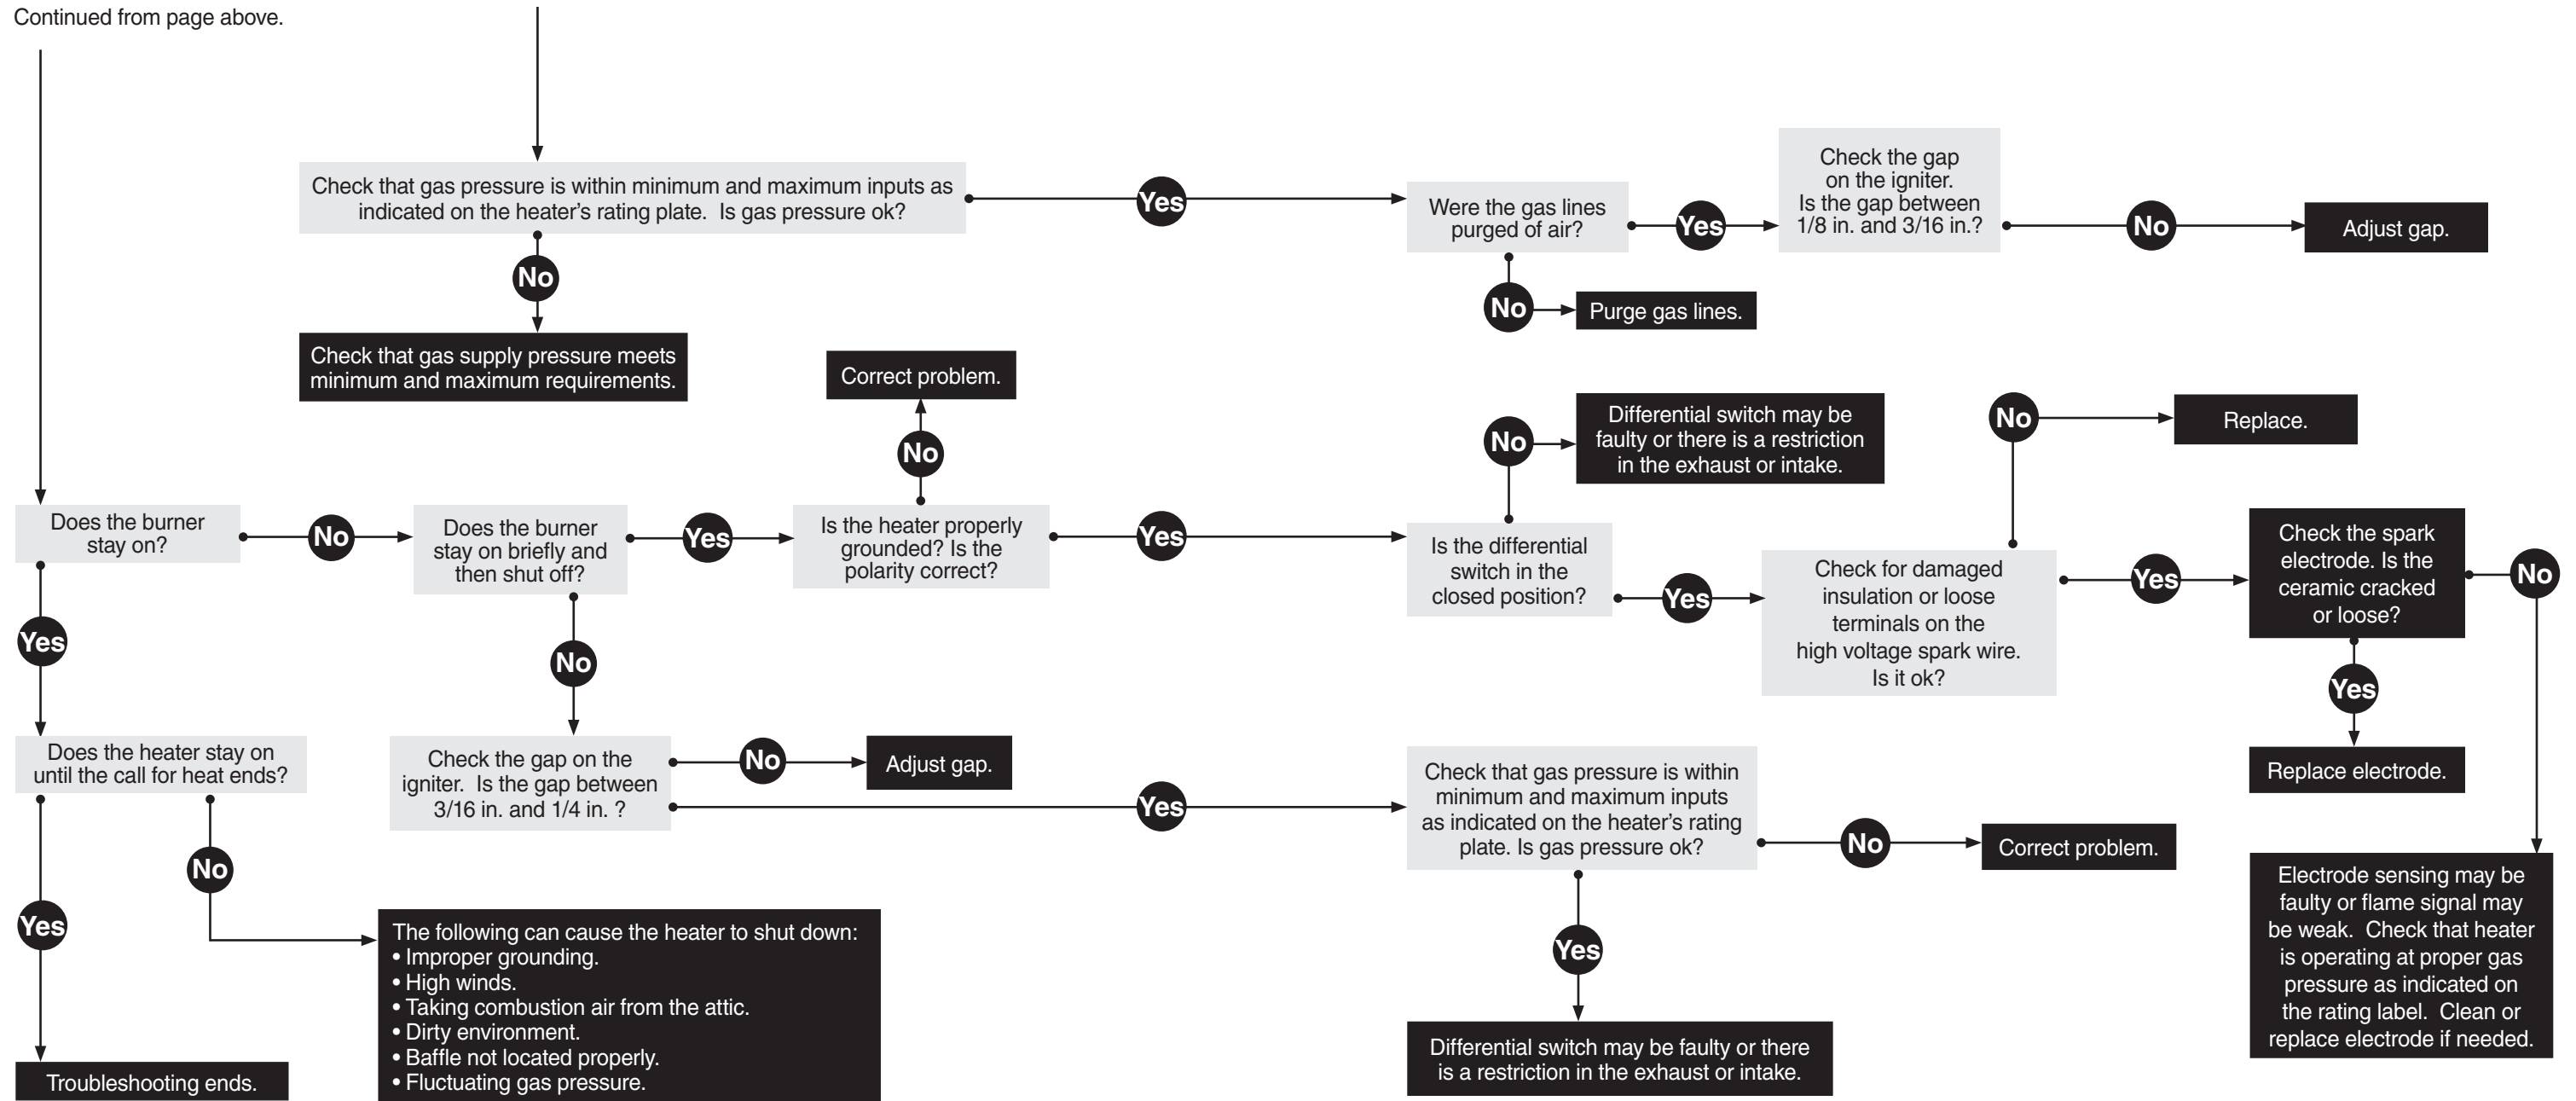 Continued from page above.
Check that gas pressure is within minimum and maximum inputs as
indicated on the heater’s rating plate.  Is gas pressure ok?
Yes
Were the gas lines
purged of air?
Yes
Check the gap
on the igniter.
Is the gap between
1/8 in. and 3/16 in.?
No
Adjust gap.
No
Check that gas supply pressure meets
minimum and maximum requirements.
No
Purge gas lines.
Correct problem.
No
No
Differential switch may be
faulty or there is a restriction
in the exhaust or intake.
No
Replace.
Does the burner
stay on?
No
Does the burner
stay on briefly and
then shut off?
Yes
Is the heater properly
grounded? Is the
polarity correct?
Yes
Is the differential
switch in the
closed position?
Yes
Check for damaged
insulation or loose
terminals on the
high voltage spark wire.
Is it ok?
Yes
Check the spark
electrode. Is the
ceramic cracked
or loose?
No
Yes
No
Yes
Replace electrode.
Does the heater stay on
until the call for heat ends?
Check the gap on the
igniter.  Is the gap between
3/16 in. and 1/4 in. ?
No
Adjust gap.
Yes
Check that gas pressure is within
minimum and maximum inputs
as indicated on the heater’s rating
plate. Is gas pressure ok?
No
Correct problem.
Electrode sensing may be
faulty or flame signal may
be weak.  Check that heater
is operating at proper gas
pressure as indicated on
the rating label.  Clean or
replace electrode if needed.
No
Yes
The following can cause the heater to shut down:
• Improper grounding.
• High winds.
• Taking combustion air from the attic.
• Dirty environment.
• Baffle not located properly.
• Fluctuating gas pressure.
Yes
Differential switch may be faulty or there
is a restriction in the exhaust or intake.
Troubleshooting ends.